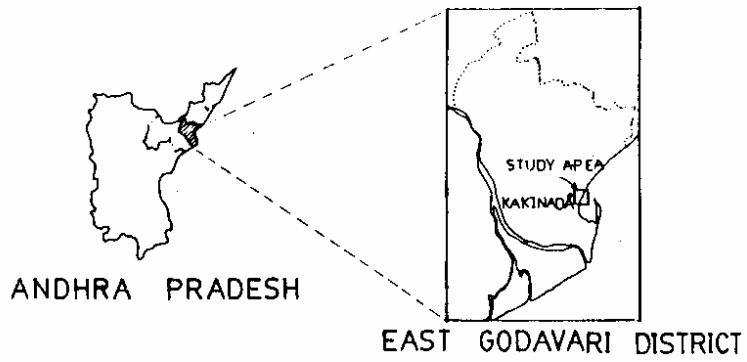 STUDY APEA
KAKINADA
ANDHRA PRADESH
EAST GODAVARI DISTRICT